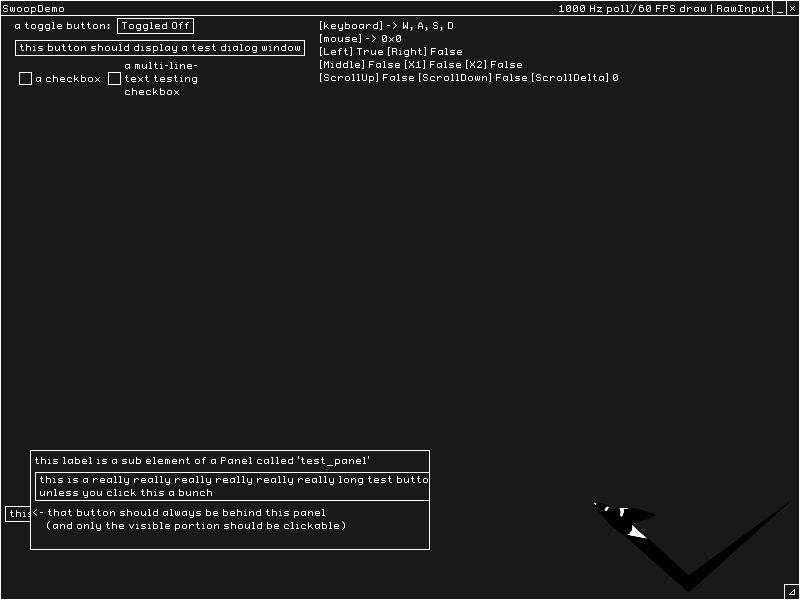 SwoopDemo
1000 Hz poll/60 FPS draw | RawInput _ ×
a toggle button: Toggled Off
this button should display a test dialog window
a checkbox
a multi-line-
text testing
checkbox
[keyboard] -> W, A, S, D
[mouse] -> 0x0
[Left] True [Right] False
[Middle] False [X1] False [X2] False
[ScrollUp] False [ScrollDown] False [ScrollDelta] 0
this label is a sub element of a Panel called 'test_panel'
this is a really really really really really really long test butto
unless you click this a bunch
this
<- that button should always be behind this panel
(and only the visible portion should be clickable)